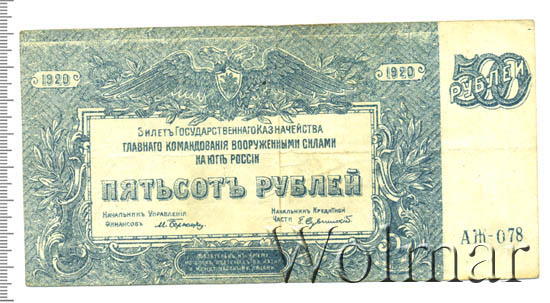 1920
1920
500
РУБЛЕЙ
БИЛЕТЪ ГОСУДАРСТВЕННАГО КАЗНАЧЕЙСТВА
ГЛАВНАГО КОМАНДОВАНІЯ ВООРУЖЕННЫМИ СИЛАМИ
НА ЮГѢ РОССІИ
ПЯТЬСОТЪ РУБЛЕЙ
НАЧАЛЬНИКЪ УПРАВЛЕНІЯ
ФИНАНСОВЪ
НАЧАЛЬНИКЪ КРЕДИТНОЙ
ЧАСТИ
АЖ-078
Wolmar